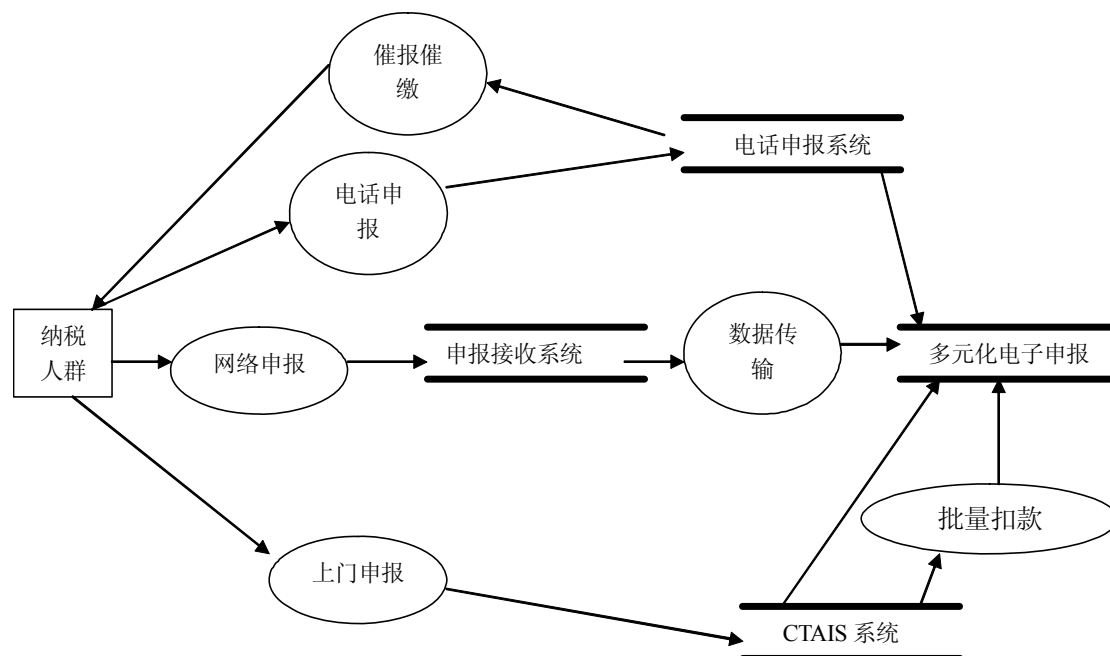 催报催
缴
电话申报系统
电话申
报
纳税
人群
网络申报
申报接收系统
数据传
输
多元化电子申报
批量扣款
上门申报
CTAIS 系统